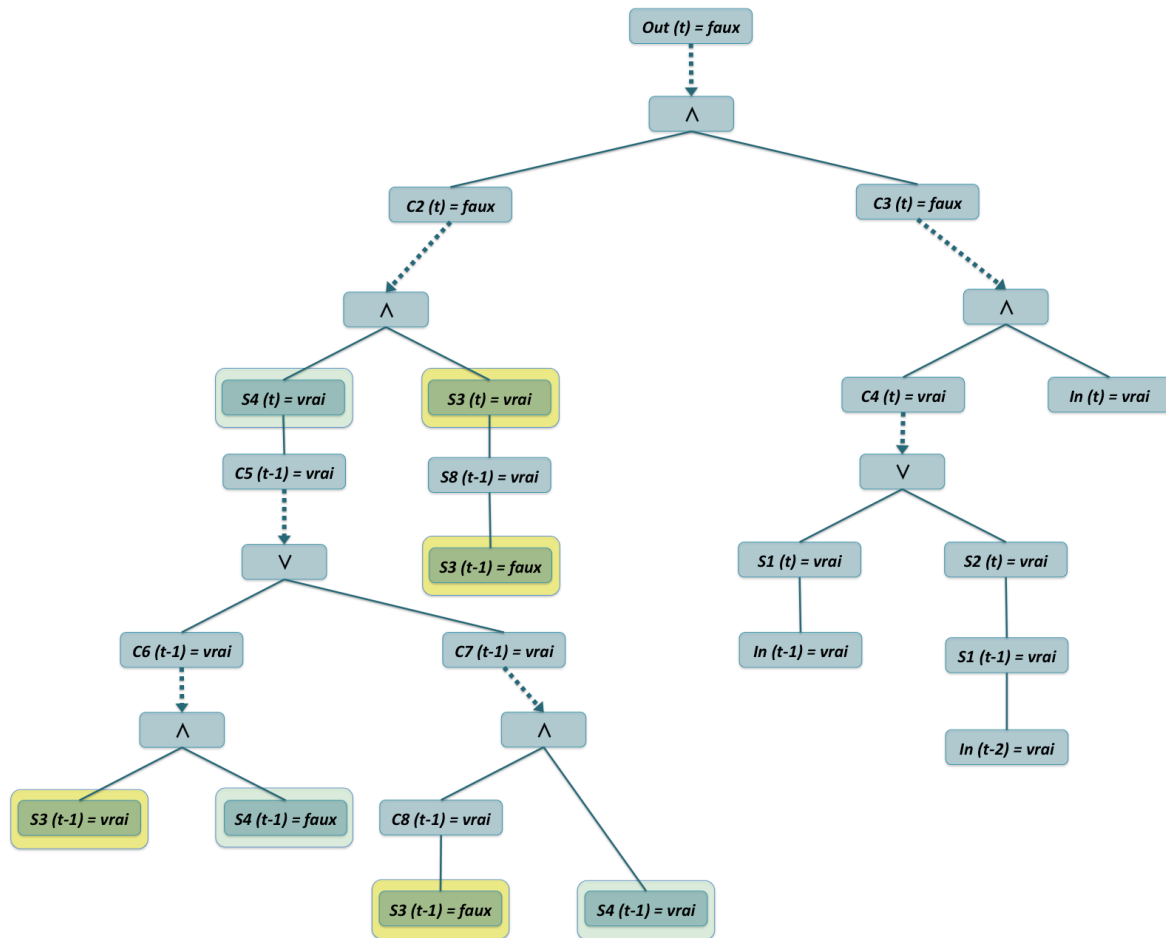 Out (t) = faux
∧
C2 (t) = faux
C3 (t) = faux
∧
∧
S4 (t) = vrai
S3 (t) = vrai
C4 (t) = vrai
In (t) = vrai
C5 (t-1) = vrai
S8 (t-1) = vrai
∨
∨
S3 (t-1) = faux
S1 (t) = vrai
S2 (t) = vrai
C6 (t-1) = vrai
C7 (t-1) = vrai
In (t-1) = vrai
S1 (t-1) = vrai
∧
∧
In (t-2) = vrai
S3 (t-1) = vrai
S4 (t-1) = faux
C8 (t-1) = vrai
S3 (t-1) = faux
S4 (t-1) = vrai